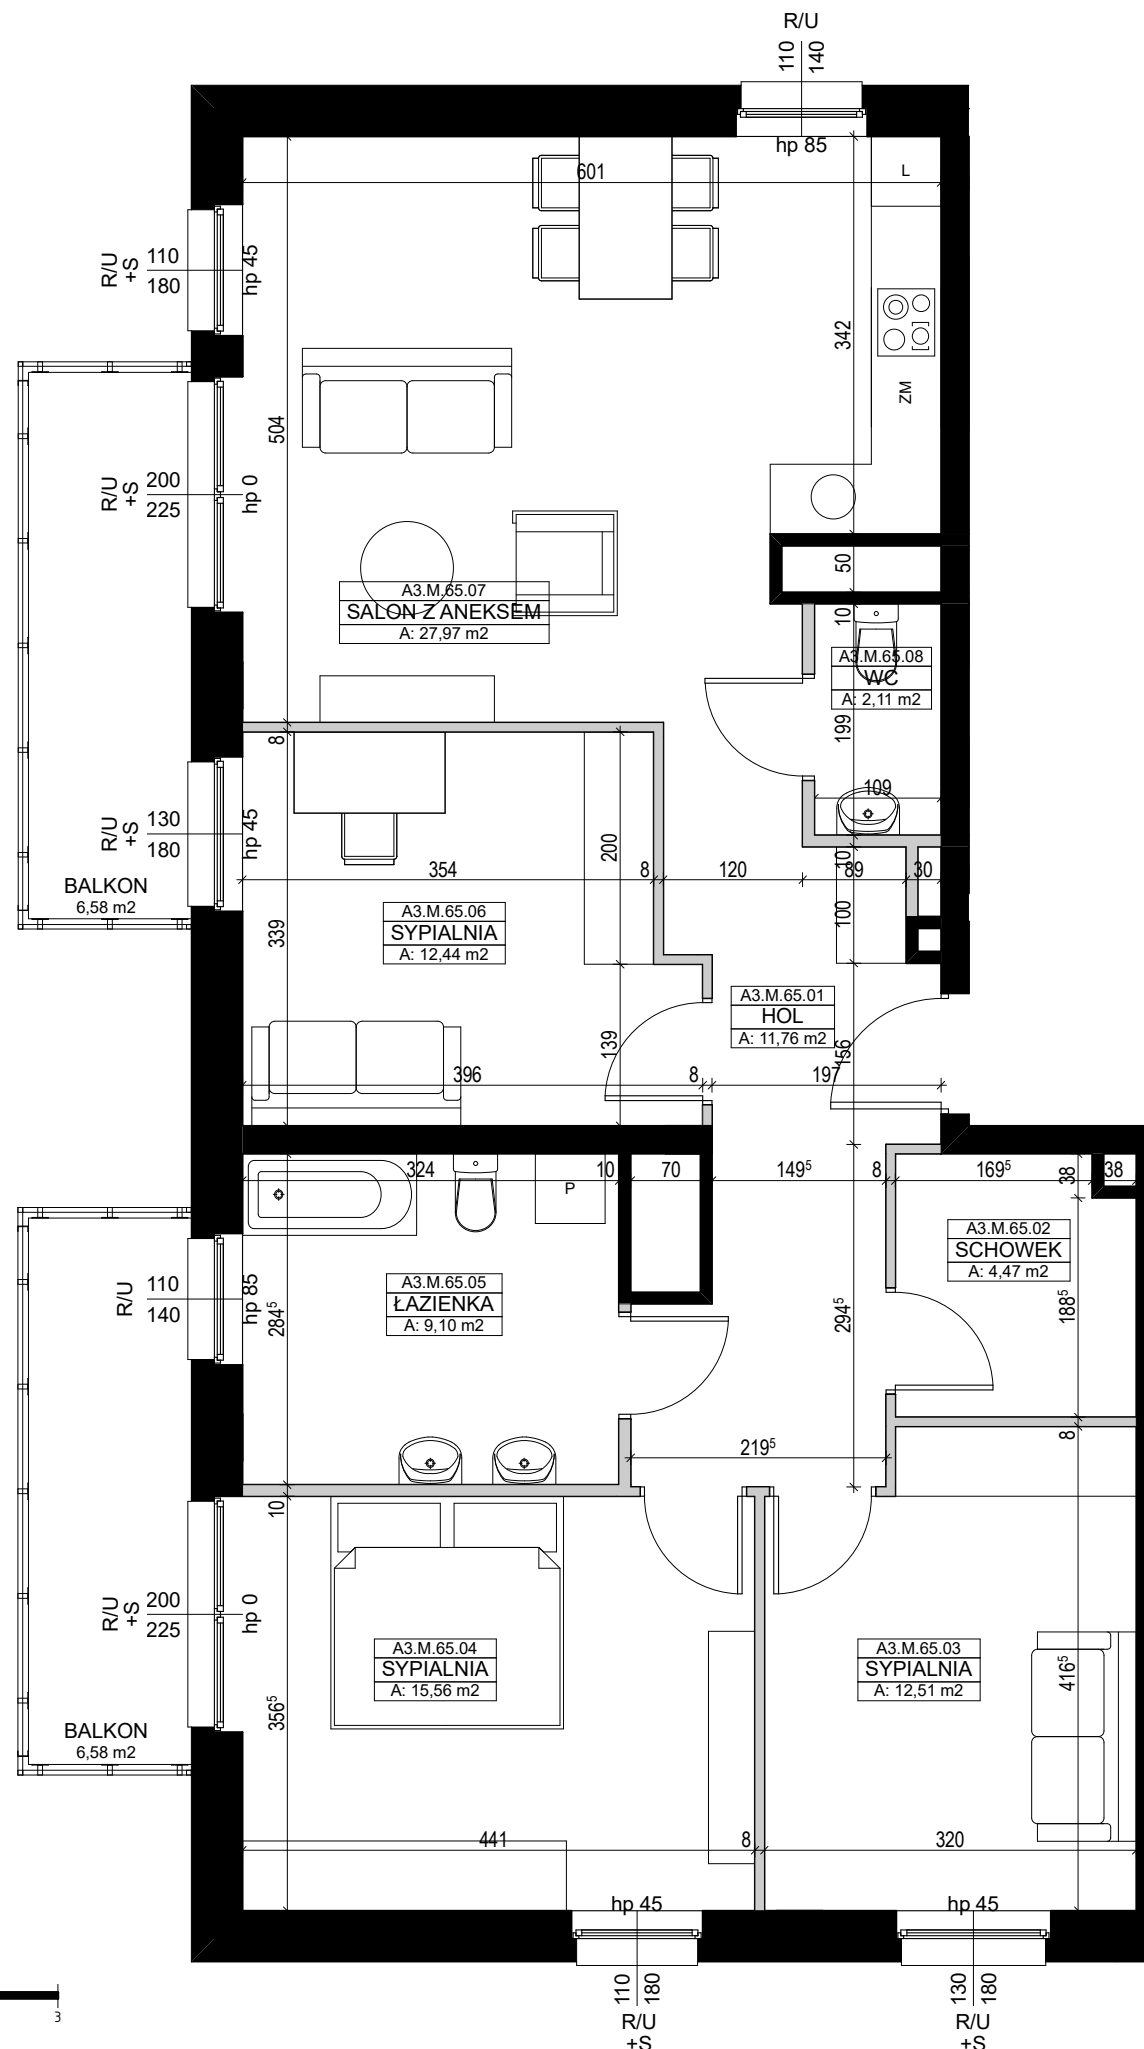 R/U
110
140
hp 85
601
L
R/U
+S
110
180
hp 45
342
ZM
504
R/U
+S
200
225
hp 0
50
A3.M.65.07
SALON Z ANEKSEM
A: 27,97 m2
10
A3.M.65.08
WC
A: 2,11 m2
199
109
8
R/U
+S
130
180
hp 45
BALKON
6,58 m2
200
354
8
120
10
89
30
100
339
A3.M.65.06
SYPIALNIA
A: 12,44 m2
A3.M.65.01
HOL
A: 11,76 m2
139
156
396
8
197
324
10
70
149⁵
8
169⁵
38
38
P
A3.M.65.02
SCHOWEK
A: 4,47 m2
R/U
110
140
hp 85
284⁵
A3.M.65.05
ŁAZIENKA
A: 9,10 m2
294⁵
188⁵
219⁵
8
10
R/U
+S
200
225
hp 0
A3.M.65.04
SYPIALNIA
A: 15,56 m2
A3.M.65.03
SYPIALNIA
A: 12,51 m2
416⁵
356⁵
BALKON
6,58 m2
441
8
320
hp 45
hp 45
110
180
R/U
+S
130
180
R/U
+S
3